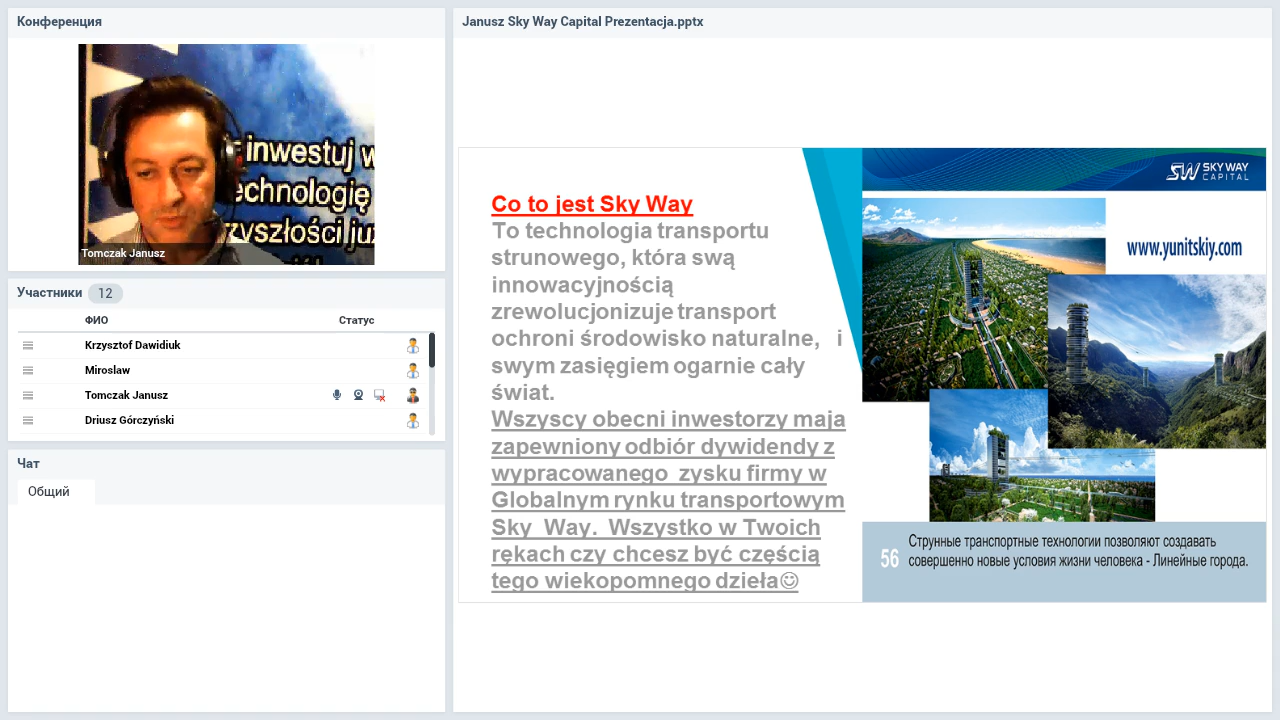 Конференция
inwestuj w
technologię
zyszłości już
Tomczak Janusz
Участники 12
ФИО Статус
Krzysztof Dawidiuk
Miroslaw
Tomczak Janusz
Driusz Górczyński
Чат
Общий
Janusz Sky Way Capital Prezentacja.pptx
Co to jest Sky Way
To technologia transportu
strunowego, która swą
innowacyjnością
zrewolucjonizuje transport
ochroni środowisko naturalne, i
swym zasięgiem ogarnie cały
świat.
Wszyscy obecni inwestorzy maja
zapewniony odbiór dywidendy z
wypracowanego zysku firmy w
Globalnym rynku transportowym
Sky Way. Wszystko w Twoich
rękach czy chcesz być częścią
tego wiekopomnego dzieła☺
SW SKY WAY
CAPITAL
www.yunitskiy.com
56 Струнные транспортные технологии позволяют создавать
совершенно новые условия жизни человека - Линейные города.